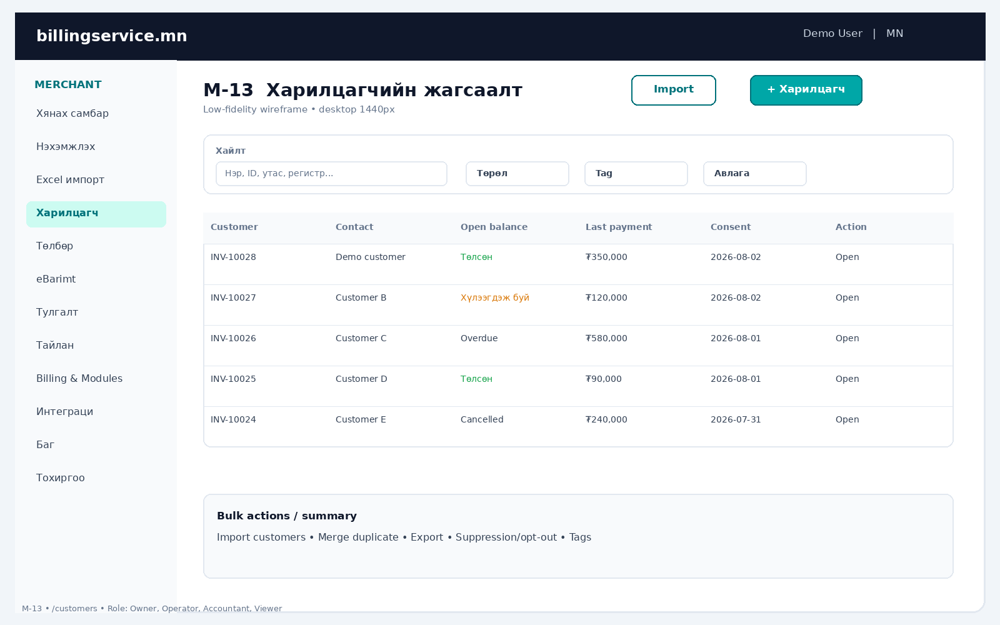 billingservice.mn
Demo User | MN
MERCHANT
Хянах самбар
Нэхэмжлэх
Excel импорт
Харилцагч
Төлбөр
eBarimt
Тулгалт
Тайлан
Billing & Modules
Интеграци
Баг
Тохиргоо
M-13 Харилцагчийн жагсаалт
Import
+ Харилцагч
Low-fidelity wireframe • desktop 1440px
Хайлт
Нэр, ID, утас, регистр...
Төрөл
Tag
Авлага
Customer Contact Open balance Last payment Consent Action
INV-10028 Demo customer Төлсөн ₮350,000 2026-08-02 Open
INV-10027 Customer B Хүлээгдэж буй ₮120,000 2026-08-02 Open
INV-10026 Customer C Overdue ₮580,000 2026-08-01 Open
INV-10025 Customer D Төлсөн ₮90,000 2026-08-01 Open
INV-10024 Customer E Cancelled ₮240,000 2026-07-31 Open
Bulk actions / summary
Import customers • Merge duplicate • Export • Suppression/opt-out • Tags
M-13 • /customers • Role: Owner, Operator, Accountant, Viewer